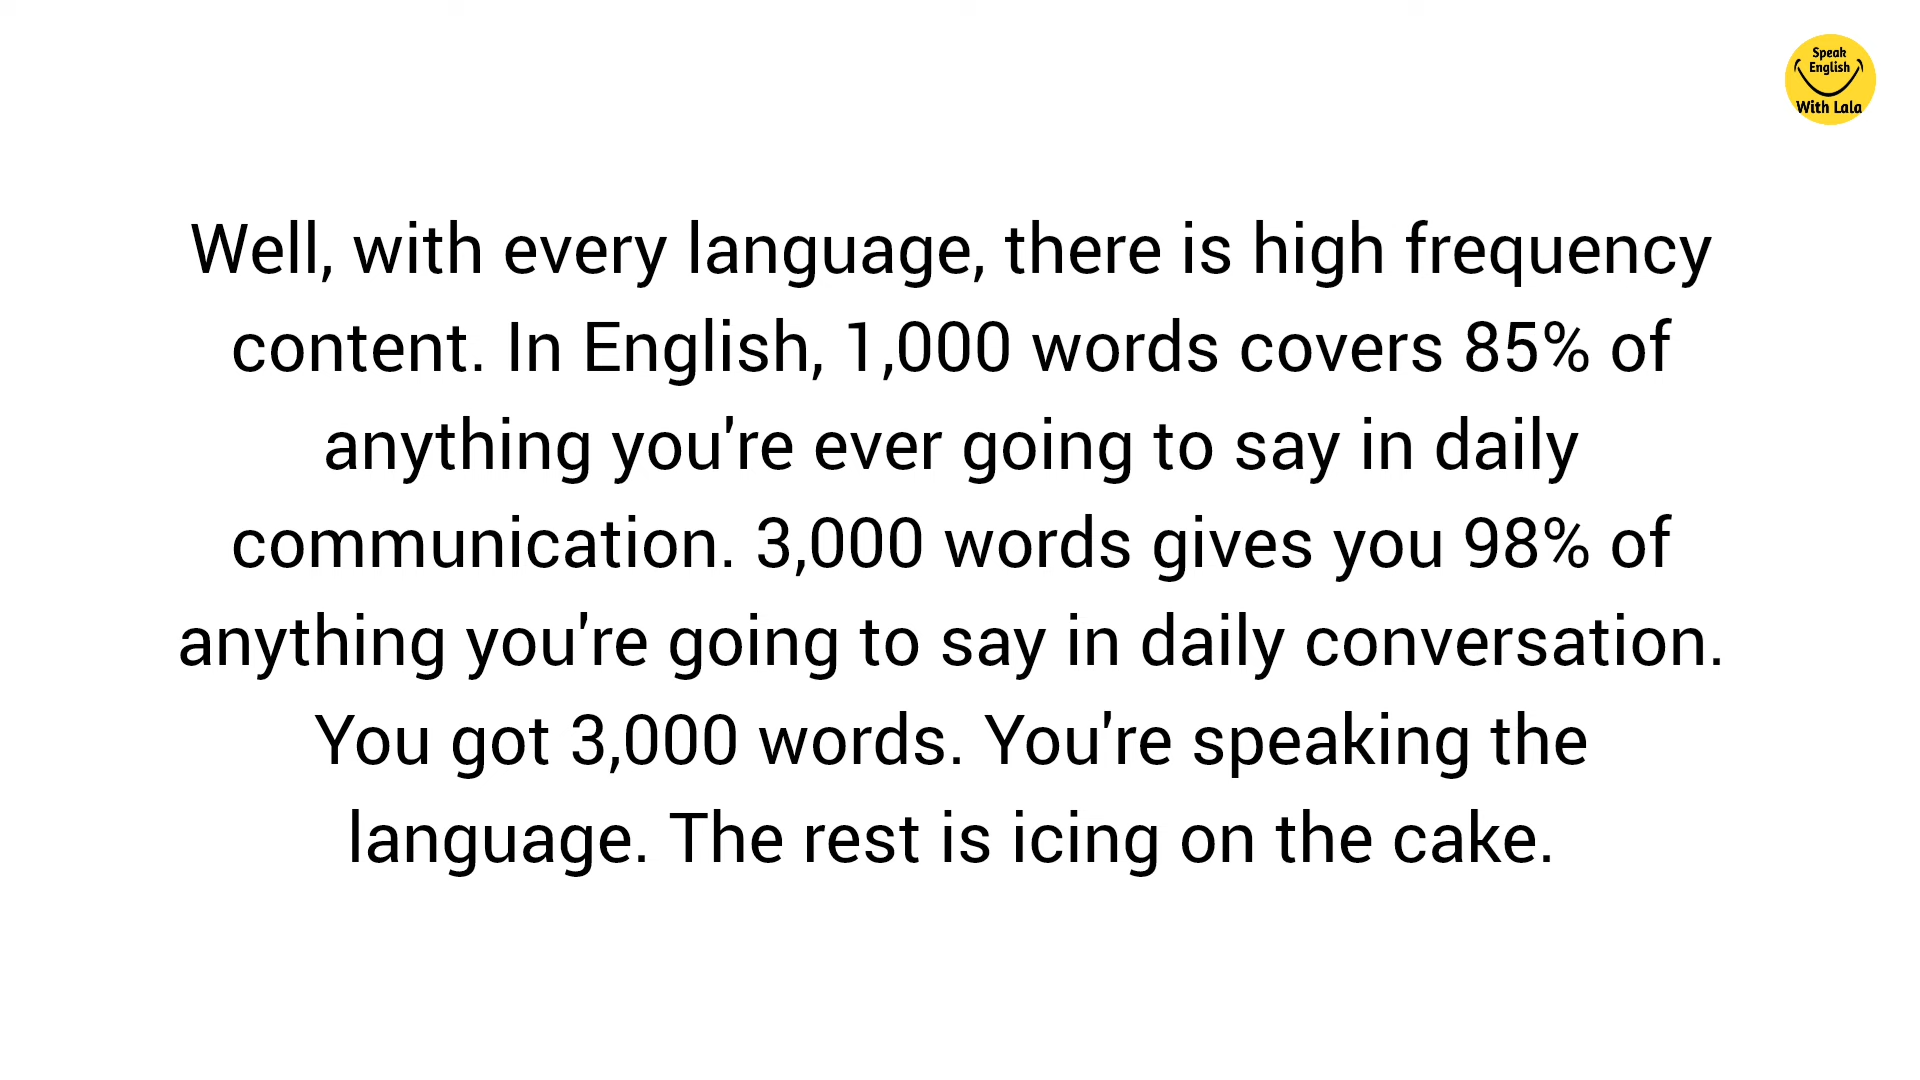 Speak
English
With Lala
Well, with every language, there is high frequency
content. In English, 1,000 words covers 85% of
anything you're ever going to say in daily
communication. 3,000 words gives you 98% of
anything you're going to say in daily conversation.
You got 3,000 words. You're speaking the
language. The rest is icing on the cake.